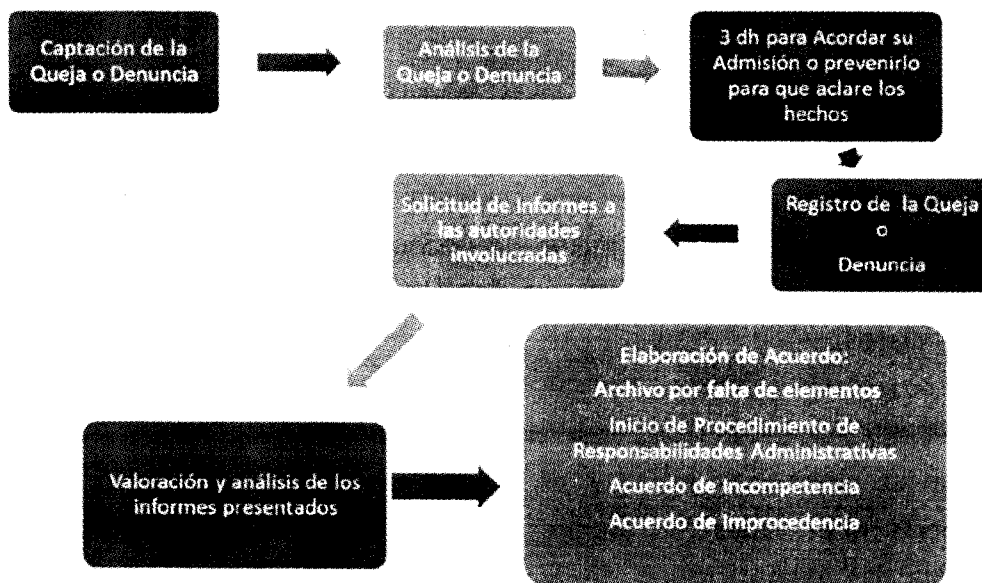 Captación de la
Queja o Denuncia
Análisis de la
Queja o Denuncia
3 dh para Acordar su
Admisión o prevenirlo
para que aclare los
hechos
Registro de la Queja
o
Denuncia
Solicitud de Informes a
las autoridades
involucradas
Valoración y análisis de los
informes presentados
Elaboración de Acuerdo:
Archivo por falta de elementos
Inicio de Procedimiento de
Responsabilidades Administrativas
Acuerdo de Incompetencia
Acuerdo de Improcedencia